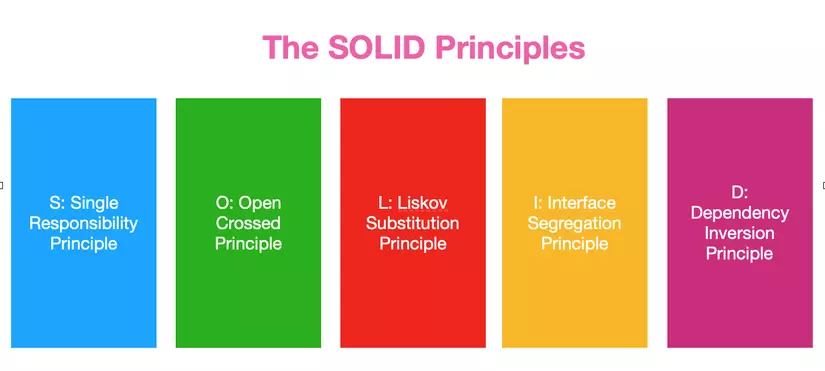 The SOLID Principles
S: Single
Responsibility
Principle
O: Open
Crossed
Principle
L: Liskov
Substitution
Principle
I: Interface
Segregation
Principle
D:
Dependency
Inversion
Principle